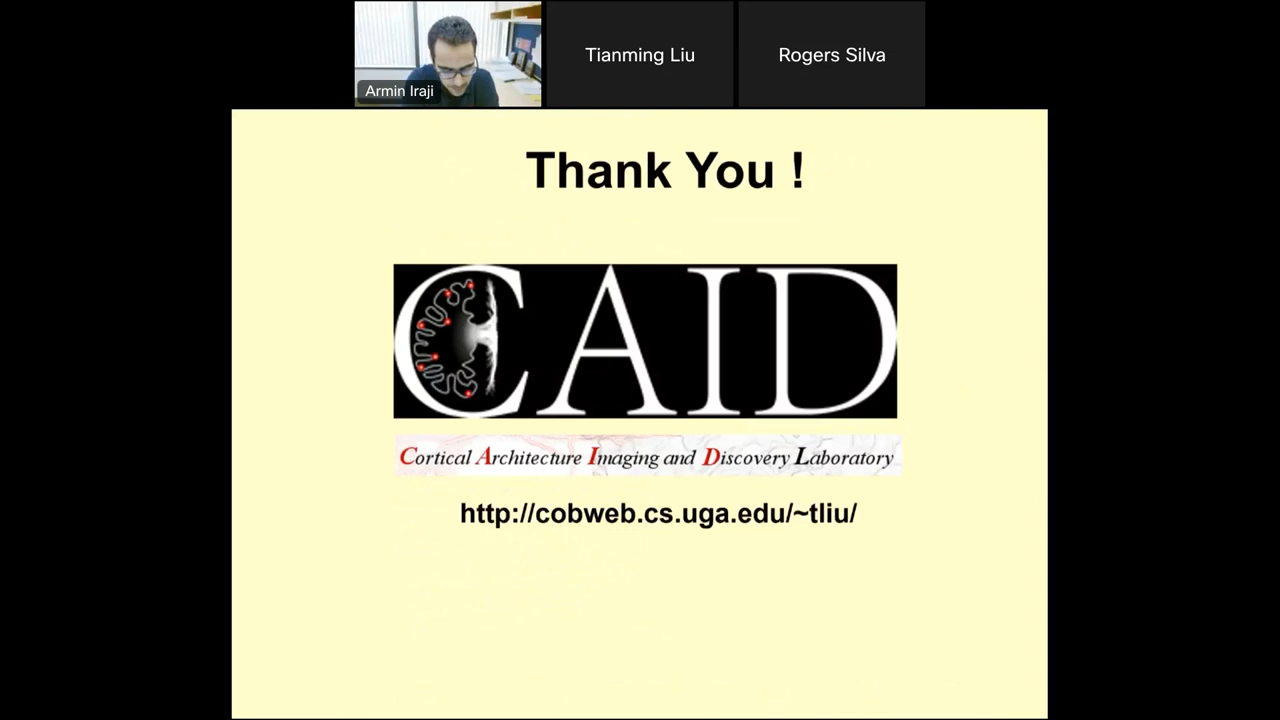 Armin Iraji
Tianming Liu
Rogers Silva
Thank You !
CAID
Cortical Architecture Imaging and Discovery Laboratory
http://cobweb.cs.uga.edu/~tliu/